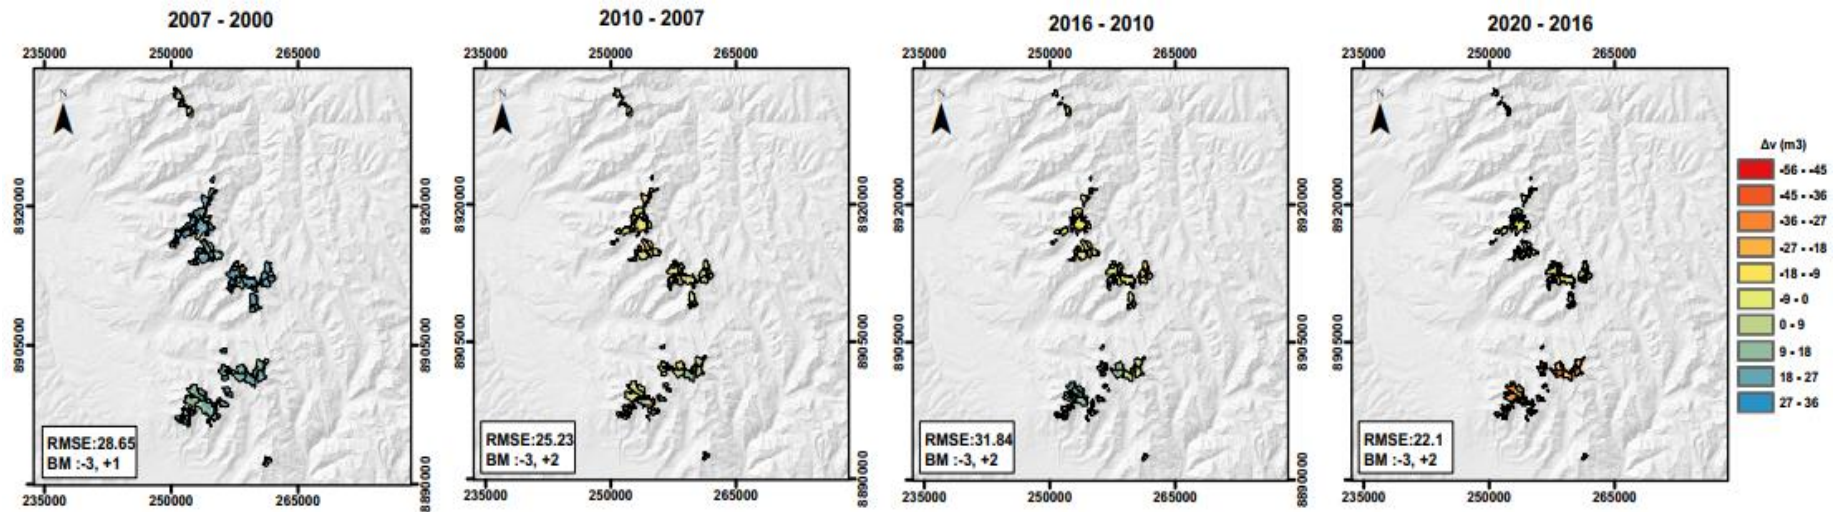 2007 - 2000
2010 - 2007
2016 - 2010
2020 - 2016
235000 250000 265000
235000 250000 265000
235000 250000 265000
235000 250000 265000
N
N
N
N
8920000
8905000
8890000
8920000
8905000
8890000
8920000
8905000
8890000
8920000
8905000
8890000
RMSE:28.65
BM :-3, +1
RMSE:25.23
BM :-3, +2
RMSE:31.84
BM :-3, +2
RMSE:22.1
BM :-3, +2
235000 250000 265000
235000 250000 265000
235000 250000 265000
235000 250000 265000
Δv (m3)
-56 - -45
-45 - -36
-36 - -27
-27 - -18
-18 - -9
-9 - 0
0 - 9
9 - 18
18 - 27
27 - 36